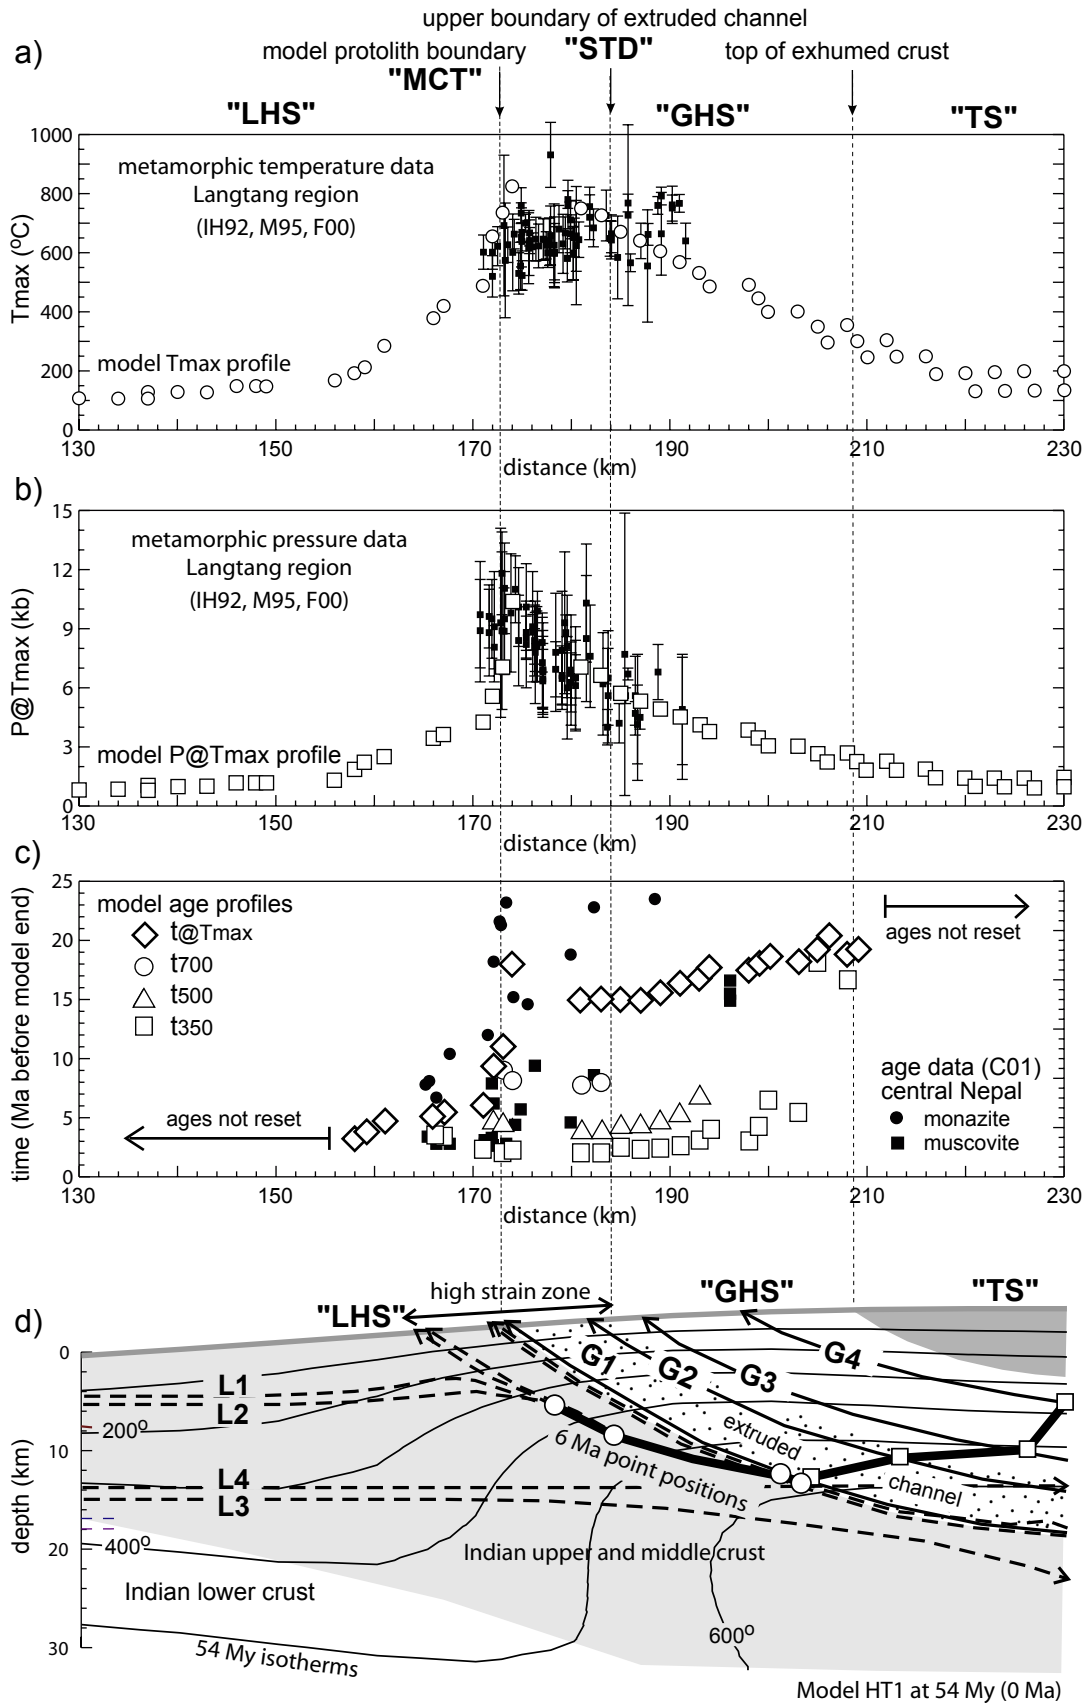 upper boundary of extruded channel
a)
model protolith boundary
"STD"
top of exhumed crust
"MCT"
"LHS"
"GHS"
"TS"
1000
800
600
400
200
0
Tmax (ºC)
metamorphic temperature data
Langtang region
(IH92, M95, F00)
model Tmax profile
130
150
170
190
210
230
distance (km)
b)
15
12
9
6
3
0
P@Tmax (kb)
metamorphic pressure data
Langtang region
(IH92, M95, F00)
model P@Tmax profile
130
150
170
190
210
230
distance (km)
c)
25
20
15
10
5
0
time (Ma before model end)
model age profiles
t@Tmax
t700
t500
t350
ages not reset
ages not reset
age data (C01)
central Nepal
monazite
muscovite
130
150
170
190
210
230
distance (km)
d)
high strain zone
"LHS"
"GHS"
"TS"
0
10
20
30
depth (km)
L1
L2
L4
L3
G1
G2
G3
G4
200º
400º
600º
extruded
channel
6 Ma point positions
Indian upper and middle crust
Indian lower crust
54 My isotherms
Model HT1 at 54 My (0 Ma)